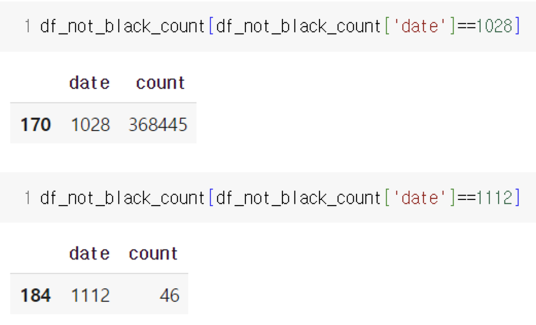 1 df_not_black_count[df_not_black_count['date']==1028]
date count
170 1028 368445
1 df_not_black_count[df_not_black_count['date']==1112]
date count
184 1112 46